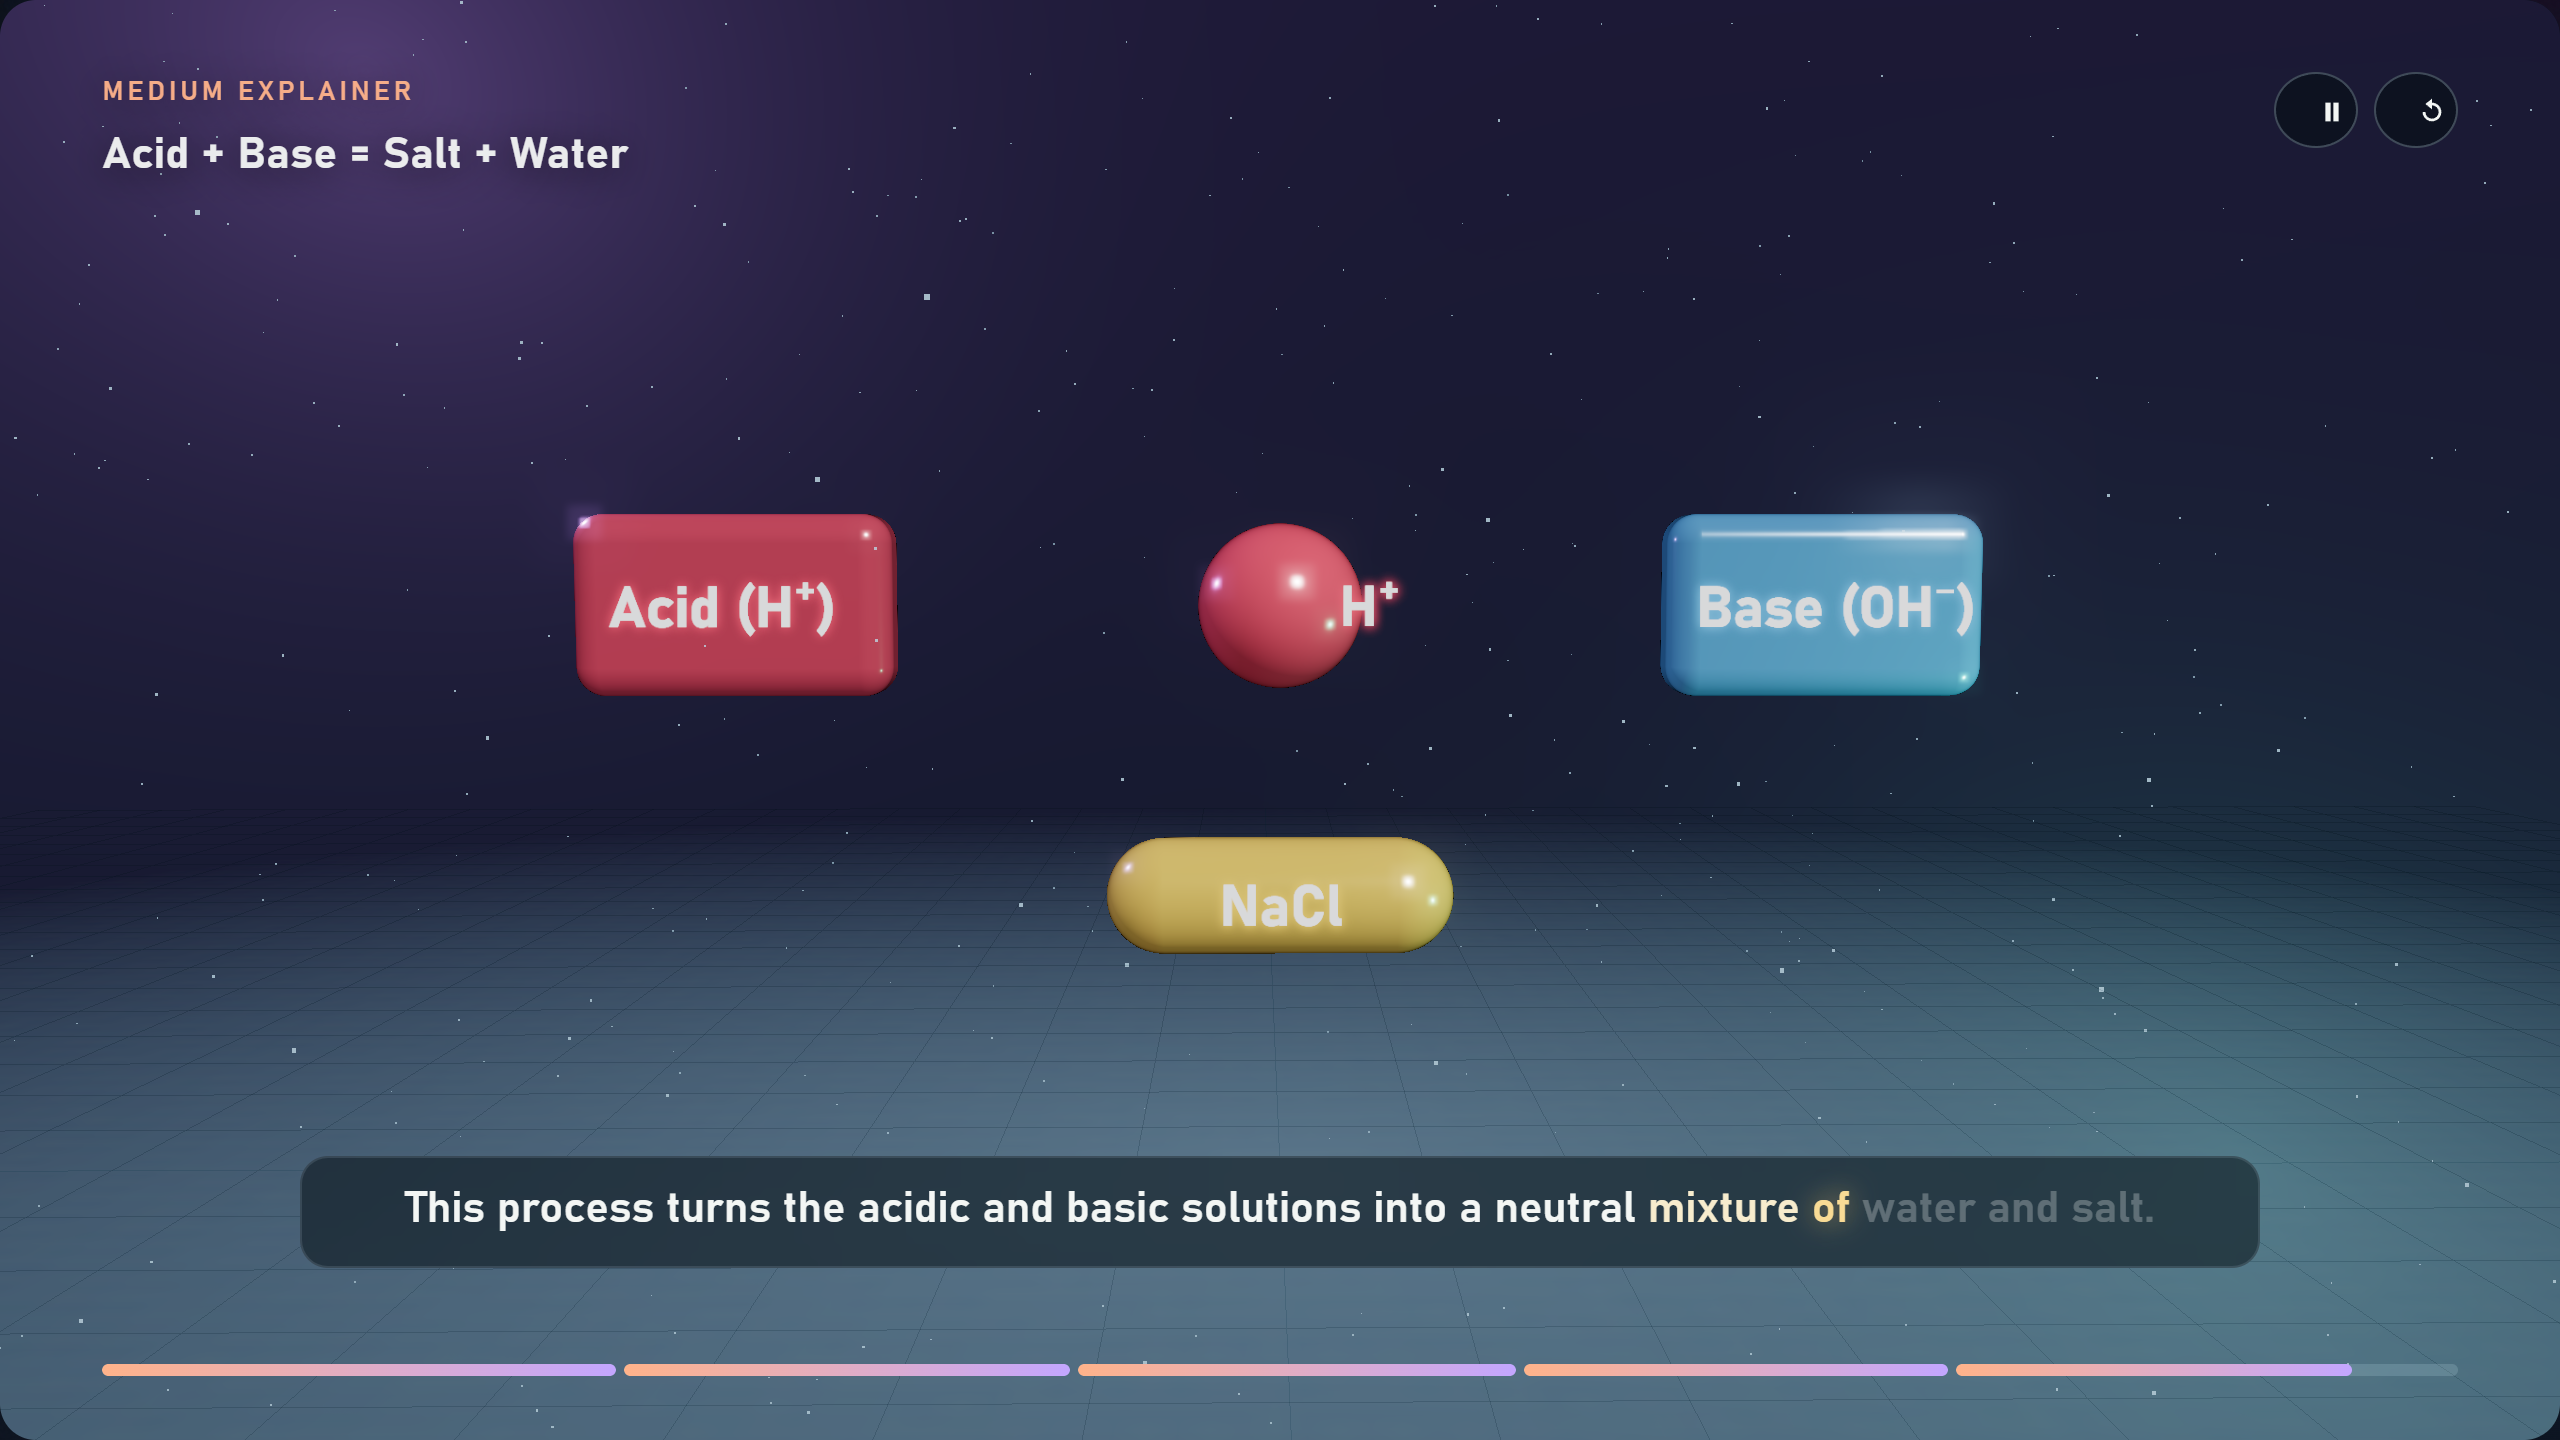 MEDIUM EXPLAINER
Acid + Base = Salt + Water
Acid (H⁺)
H⁺
Base (OH⁻)
NaCl
This process turns the acidic and basic solutions into a neutral mixture of water and salt.